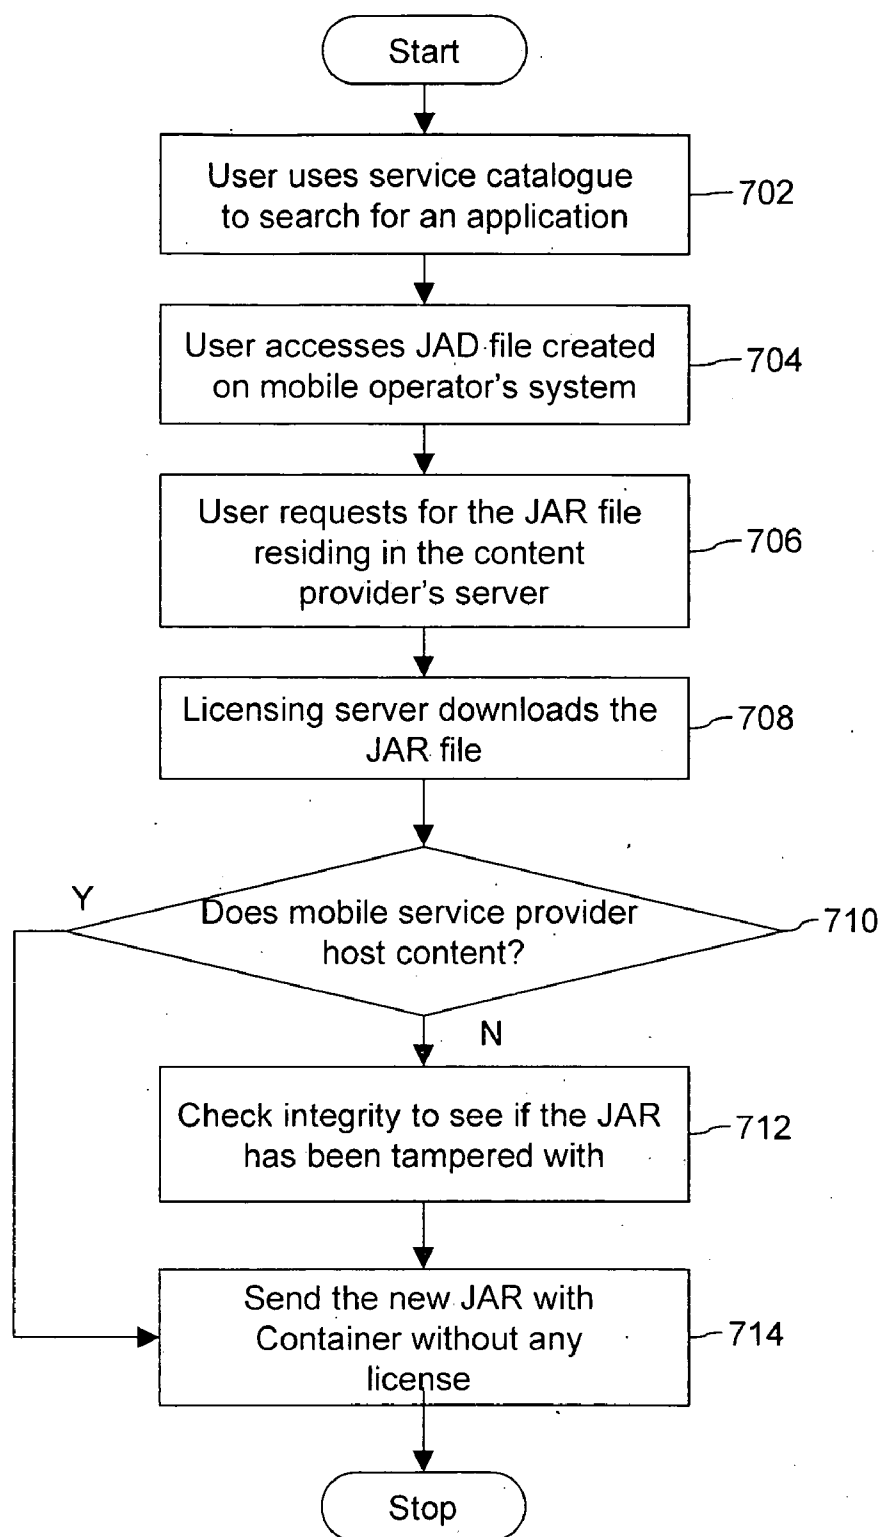 Start
User uses service catalogue
to search for an application
702
User accesses JAD file created
on mobile operator's system
704
User requests for the JAR file
residing in the content
provider's server
706
Licensing server downloads the
JAR file
708
Y
Does mobile service provider
host content?
710
N
Check integrity to see if the JAR
has been tampered with
712
Send the new JAR with
Container without any
license
714
Stop